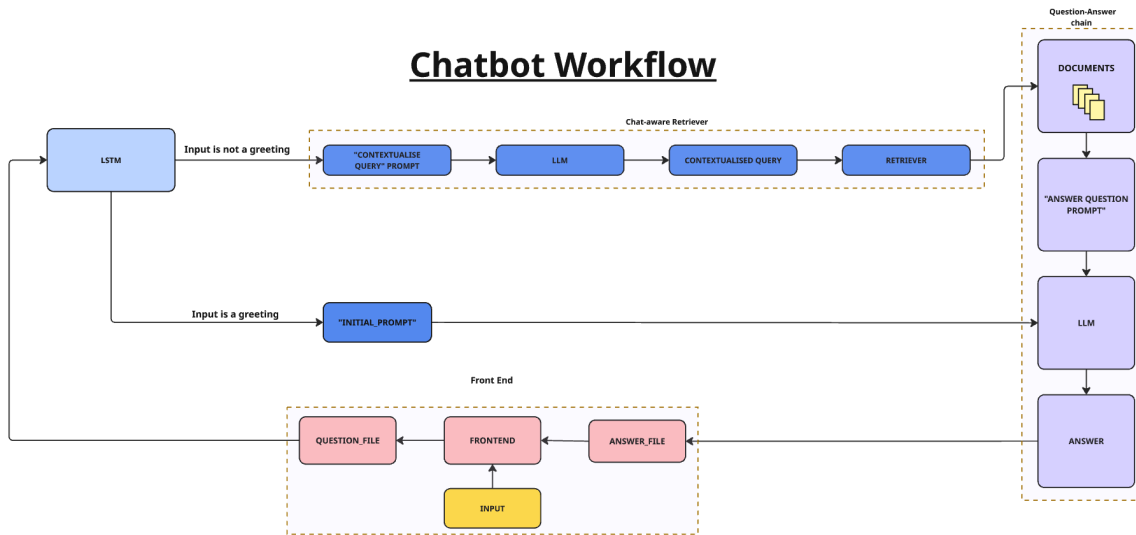 Question-Answer
chain
Chatbot Workflow
DOCUMENTS
Chat-aware Retriever
LSTM
Input is not a greeting
"CONTEXTUALISE
QUERY" PROMPT
LLM
CONTEXTUALISED QUERY
RETRIEVER
"ANSWER QUESTION
PROMPT"
Input is a greeting
"INITIAL_PROMPT"
LLM
Front End
QUESTION_FILE
FRONTEND
ANSWER_FILE
ANSWER
INPUT